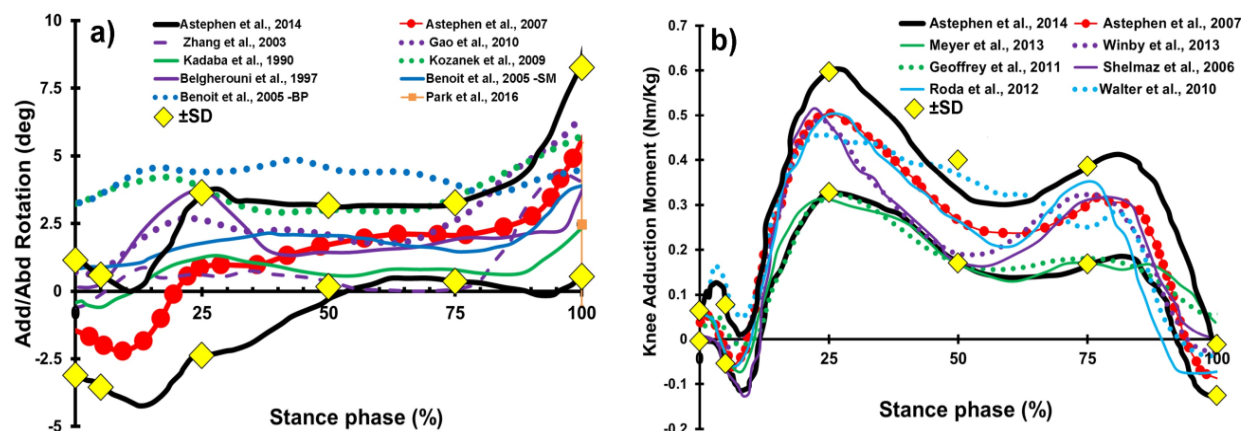 a)
Astephen et al., 2014
Astephen et al., 2007
Zhang et al., 2003
Gao et al., 2010
Kadaba et al., 1990
Kozanek et al., 2009
Belgherouni et al., 1997
Benoit et al., 2005 -SM
Benoit et al., 2005 -BP
Park et al., 2016
±SD
Add/Abd Rotation (deg)
10
7.5
5
2.5
0
-2.5
-5
0
25
50
75
100
Stance phase (%)
b)
Astephen et al., 2014
Astephen et al., 2007
Meyer et al., 2013
Winby et al., 2013
Geoffrey et al., 2011
Shelmaz et al., 2006
Roda et al., 2012
Walter et al., 2010
±SD
Knee Adduction Moment (Nm/Kg)
0.7
0.6
0.5
0.4
0.3
0.2
0.1
0
-0.1
-0.2
0
25
50
75
100
Stance phase (%)